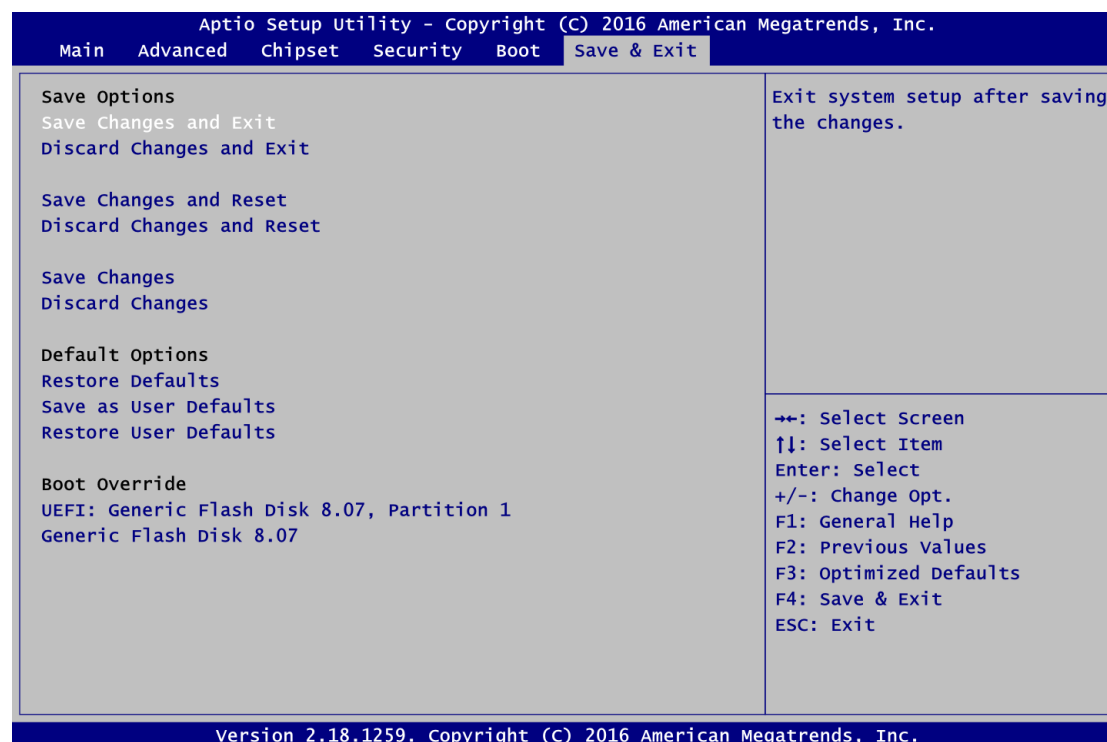 Aptio Setup Utility – Copyright (C) 2016 American Megatrends, Inc.
Main Advanced Chipset Security Boot Save & Exit
Save Options
Save Changes and Exit
Discard Changes and Exit
Save Changes and Reset
Discard Changes and Reset
Save Changes
Discard Changes
Default Options
Restore Defaults
Save as User Defaults
Restore User Defaults
Boot Override
UEFI: Generic Flash Disk 8.07, Partition 1
Generic Flash Disk 8.07
Exit system setup after saving
the changes.
→←: Select Screen
↑↓: Select Item
Enter: Select
+/-: Change Opt.
F1: General Help
F2: Previous Values
F3: Optimized Defaults
F4: Save & Exit
ESC: Exit
Version 2.18.1259. Copyright (C) 2016 American Megatrends, Inc.